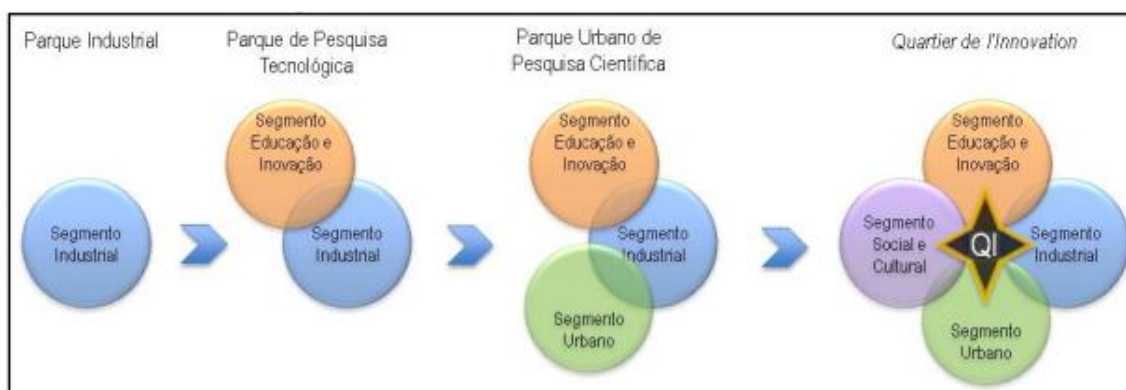 Parque Industrial
Parque de Pesquisa
Tecnológica
Parque Urbano de
Pesquisa Científica
Quartier de l'Innovation
Segmento
Industrial
Segmento
Educação e
Inovação
Segmento
Industrial
Segmento
Educação e
Inovação
Segmento
Industrial
Segmento
Urbano
Segmento
Educação e
Inovação
Segmento
Social e
Cultural
QI
Segmento
Industrial
Segmento
Urbano